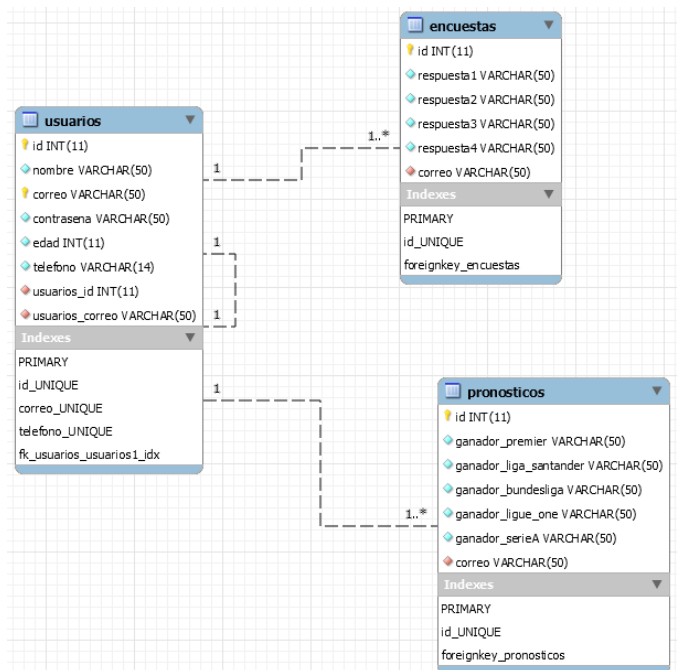 encuestas
id INT(11)
respuesta1 VARCHAR(50)
respuesta2 VARCHAR(50)
respuesta3 VARCHAR(50)
respuesta4 VARCHAR(50)
correo VARCHAR(50)
Indexes
PRIMARY
id_UNIQUE
foreignkey_encuestas
1..*
1
usuarios
id INT(11)
nombre VARCHAR(50)
correo VARCHAR(50)
contrasena VARCHAR(50)
edad INT(11)
telefono VARCHAR(14)
usuarios_id INT(11)
usuarios_correo VARCHAR(50)
Indexes
PRIMARY
id_UNIQUE
correo_UNIQUE
telefono_UNIQUE
fk_usuarios_usuarios1_idx
1
1
1
1..*
pronosticos
id INT(11)
ganador_premier VARCHAR(50)
ganador_liga_santander VARCHAR(50)
ganador_bundesliga VARCHAR(50)
ganador_ligue_one VARCHAR(50)
ganador_serieA VARCHAR(50)
correo VARCHAR(50)
Indexes
PRIMARY
id_UNIQUE
foreignkey_pronosticos